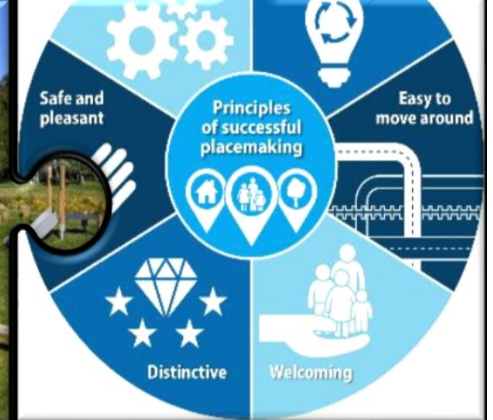 Safe and
pleasant
Principles
of successful
placemaking
Easy to
move around
Distinctive
Welcoming